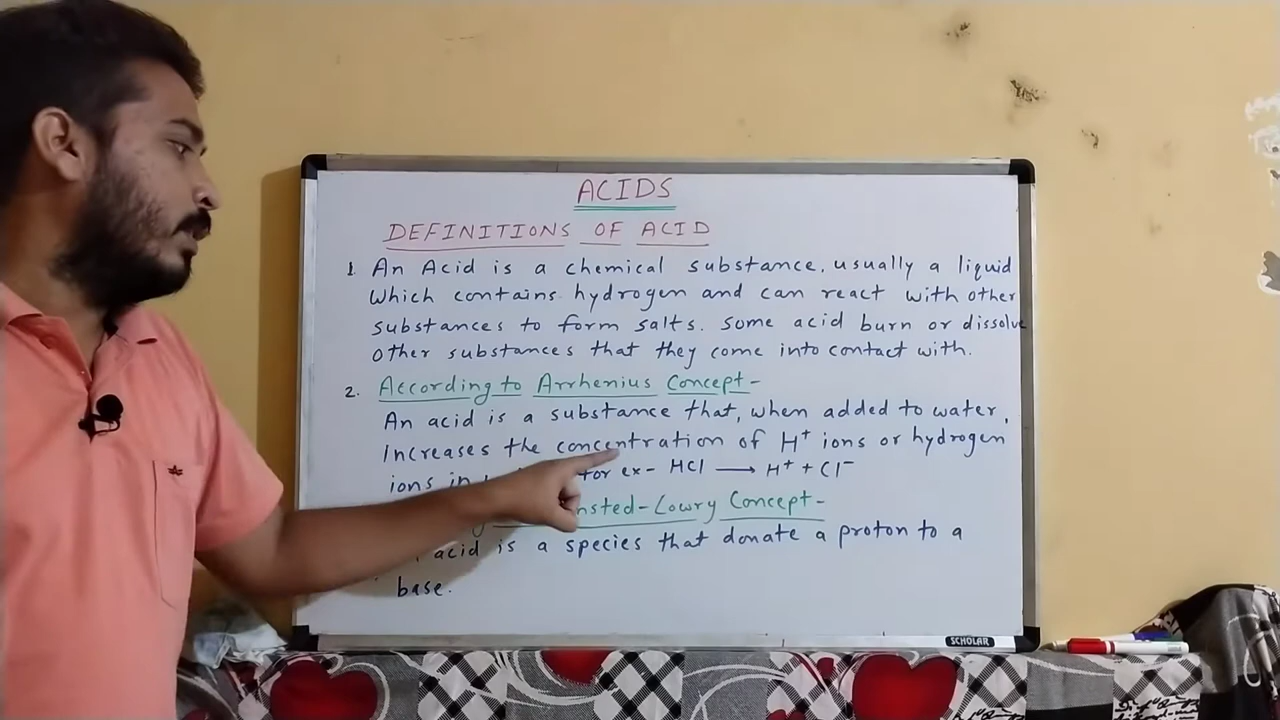 ACIDS
DEFINITIONS OF ACID
1. An Acid is a chemical substance, usually a liquid
Which contains hydrogen and can react with other
substances to form salts. Some acid burn or dissolve
other substances that they come into contact with.
2. According to Arrhenius Concept-
An acid is a substance that, when added to water,
Increases the concentration of H⁺ ions or hydrogen
ions in for ex- HCl ⟶ H⁺ + Cl⁻
nsted-Lowry Concept-
acid is a species that donate a proton to a
base.
SCHOLAR